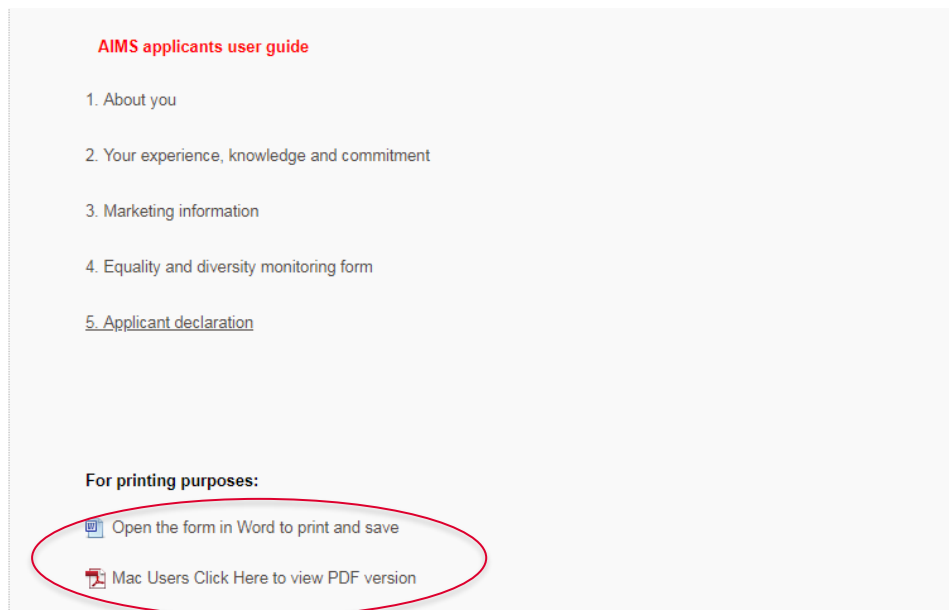 AIMS applicants user guide
1. About you
2. Your experience, knowledge and commitment
3. Marketing information
4. Equality and diversity monitoring form
5. Applicant declaration
For printing purposes:
Open the form in Word to print and save
Mac Users Click Here to view PDF version